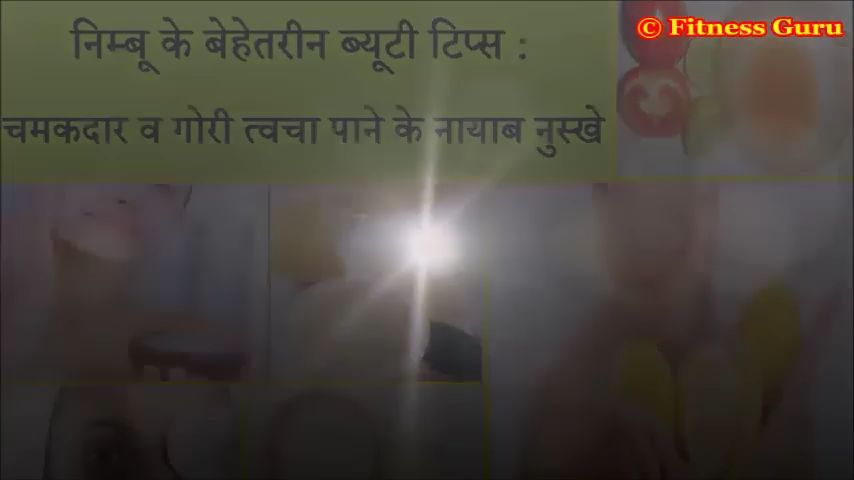 © Fitness Guru
निम्बू के बेहेतरीन ब्यूटी टिप्स :
चमकदार व गोरी त्वचा पाने के नायाब नुस्खे